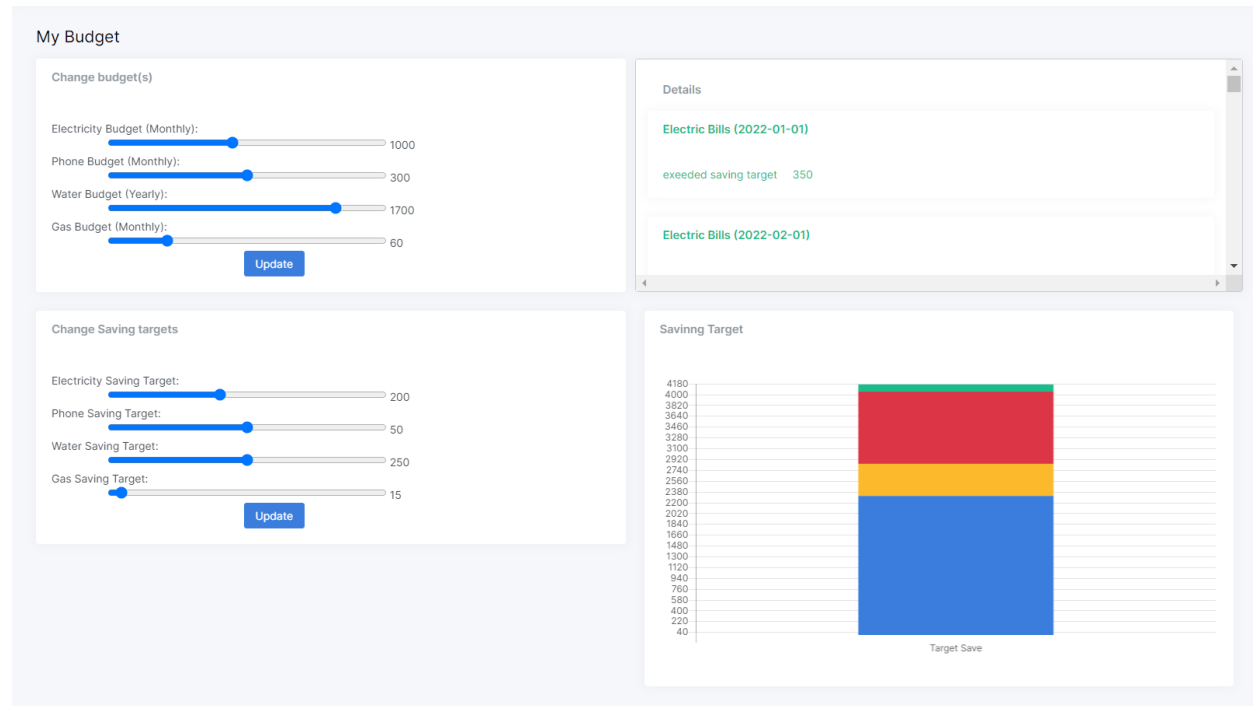 My Budget
Change budget(s)
Electricity Budget (Monthly):
1000
Phone Budget (Monthly):
300
Water Budget (Yearly):
1700
Gas Budget (Monthly):
60
Update
Details
Electric Bills (2022-01-01)
exeeded saving target 350
Electric Bills (2022-02-01)
Change Saving targets
Electricity Saving Target:
200
Phone Saving Target:
50
Water Saving Target:
250
Gas Saving Target:
15
Update
Savinng Target
4180
4000
3820
3640
3460
3280
3100
2920
2740
2560
2380
2200
2020
1840
1660
1480
1300
1120
940
760
580
400
220
40
Target Save